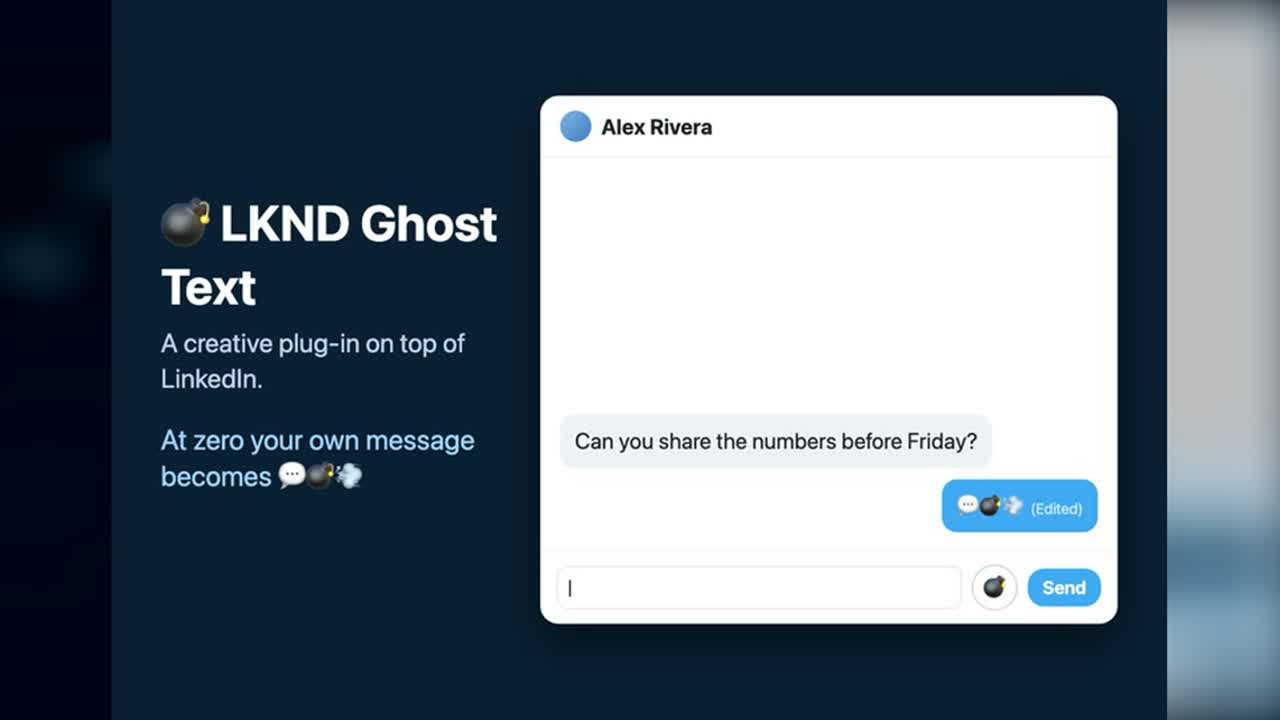 💣 LKND Ghost
Text
A creative plug-in on top of
LinkedIn.
At zero your own message
becomes 💬💣💨
Alex Rivera
Can you share the numbers before Friday?
💬💣💨 (Edited)
Send